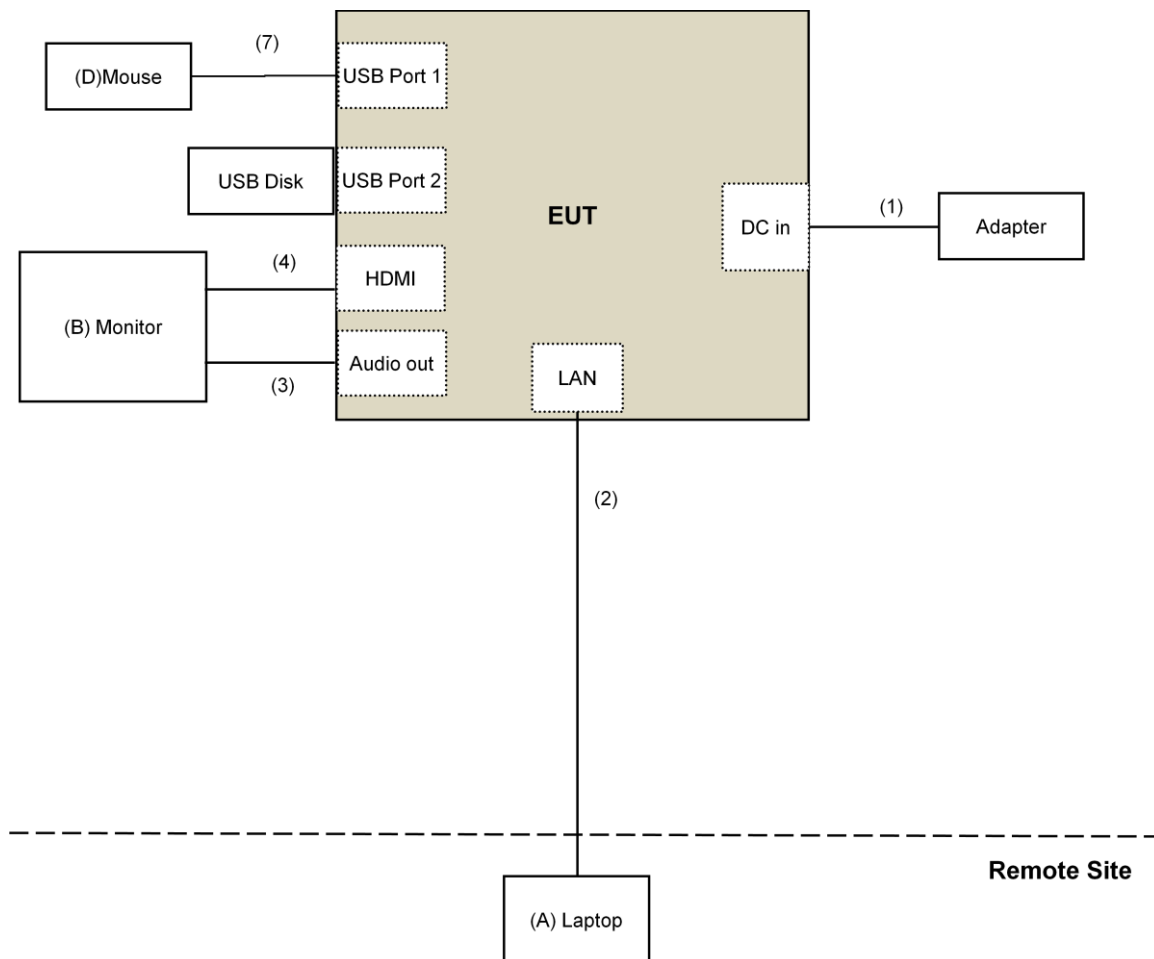 (7)
(D)Mouse
USB Port 1
USB Disk
USB Port 2
EUT
DC in
(1)
Adapter
(4)
HDMI
(B) Monitor
Audio out
(3)
LAN
(2)
Remote Site
(A) Laptop